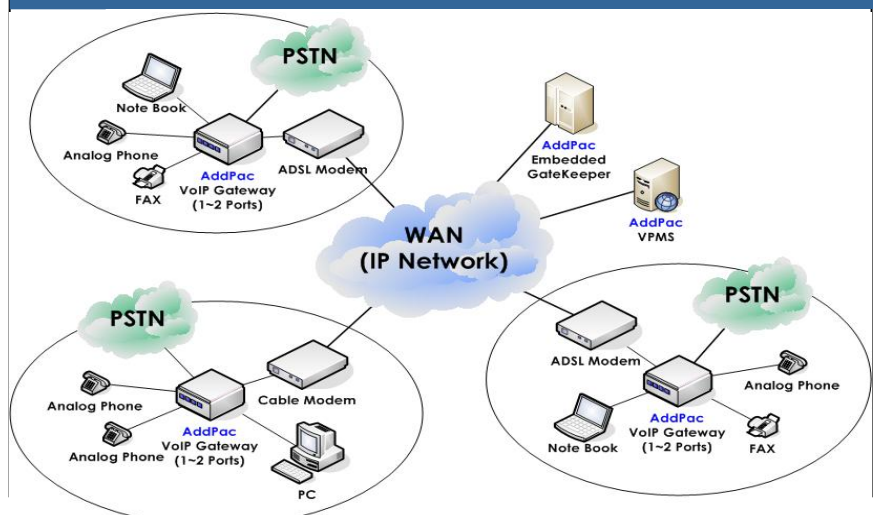 PSTN
Note Book
Analog Phone
FAX
AddPac
VoIP Gateway
(1~2 Ports)
ADSL Modem
AddPac
Embedded
GateKeeper
AddPac
VPMS
WAN
(IP Network)
PSTN
Analog Phone
Analog Phone
AddPac
VoIP Gateway
(1~2 Ports)
Cable Modem
PC
PSTN
ADSL Modem
Analog Phone
Note Book
AddPac
VoIP Gateway
(1~2 Ports)
FAX